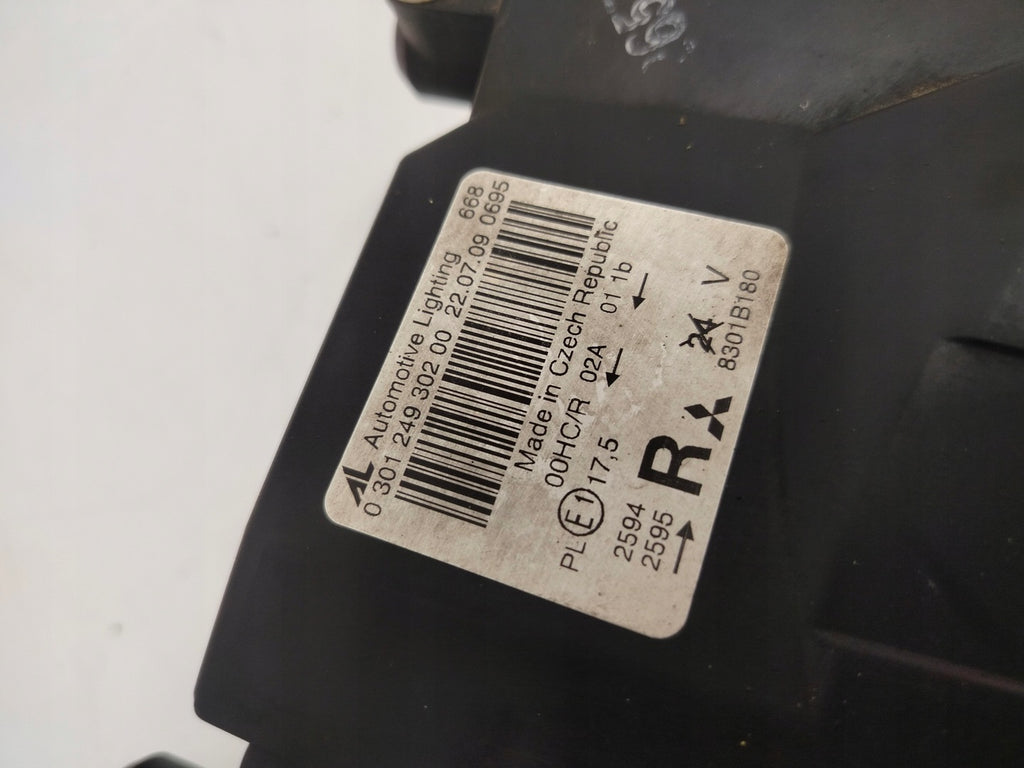 AL Automotive Lighting 668
0 301 249 302 00 22.07.09 0695
Made in Czech Republic
00HC/R 02A 01 1b
PL E1 17,5
2594
2595
R 24 V
8301B180